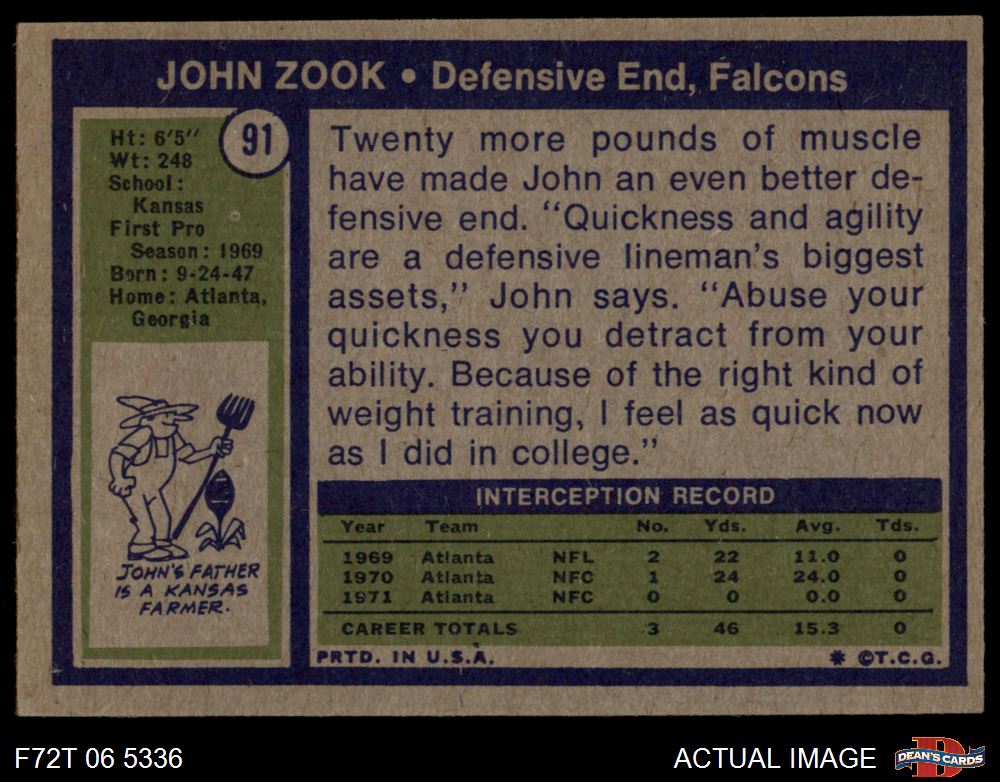 JOHN ZOOK • Defensive End, Falcons
91
Ht: 6'5"
Wt: 248
School:
Kansas
First Pro
Season: 1969
Born: 9-24-47
Home: Atlanta,
Georgia
JOHN'S FATHER
IS A KANSAS
FARMER.
Twenty more pounds of muscle
have made John an even better de-
fensive end. "Quickness and agility
are a defensive lineman's biggest
assets," John says. "Abuse your
quickness you detract from your
ability. Because of the right kind of
weight training, I feel as quick now
as I did in college."
INTERCEPTION RECORD
Year Team No. Yds. Avg. Tds.
1969 Atlanta NFL 2 22 11.0 0
1970 Atlanta NFC 1 24 24.0 0
1971 Atlanta NFC 0 0 0.0 0
CAREER TOTALS 3 46 15.3 0
PRTD. IN U.S.A. * ©T.C.G.
F72T 06 5336 ACTUAL IMAGE
D
DEAN'S CARDS